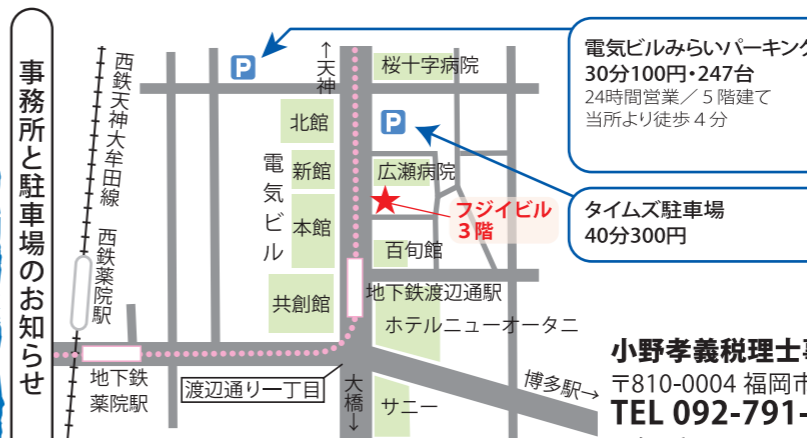 事務所と駐車場のお知らせ
西鉄天神大牟田線
西鉄薬院駅
P
↑天神
桜十字病院
電気ビルみらいパーキング
30分100円・247台
24時間営業／５階建て
当所より徒歩４分
北館
P
電気ビル
新館
広瀬病院
本館
フジイビル
３階
タイムズ駐車場
40分300円
百旬館
共創館
地下鉄渡辺通駅
ホテルニューオータニ
地下鉄
薬院駅
渡辺通り一丁目
大橋↓
サニー
博多駅→
小野孝義税理士事
〒810-0004 福岡市
TEL 092-791-